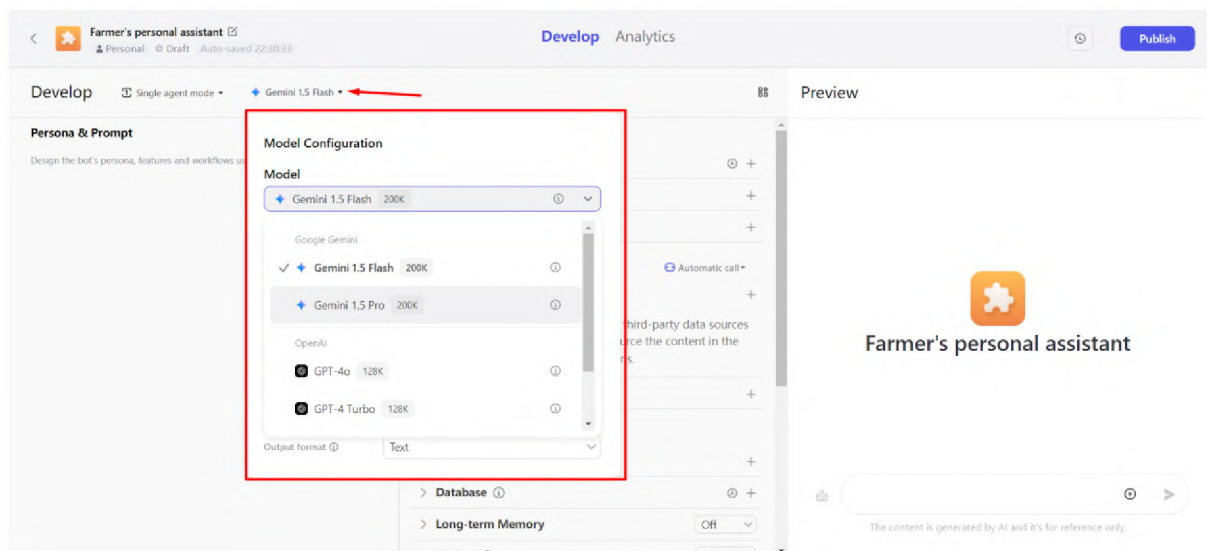 Farmer's personal assistant
Personal Draft Auto-saved 22:30:33
Develop Analytics
Publish
Develop
Single agent mode
Gemini 1.5 Flash
Preview
Persona & Prompt
Design the bot's persona, features and workflows us
Model Configuration
Model
Gemini 1.5 Flash 200K
Google Gemini
Gemini 1.5 Flash 200K
Gemini 1.5 Pro 200K
OpenAI
GPT-4o 128K
GPT-4 Turbo 128K
Output format Text
Automatic call
third-party data sources
urce the content in the
ns.
Database
Long-term Memory Off
Farmer's personal assistant
The content is generated by AI and it's for reference only.